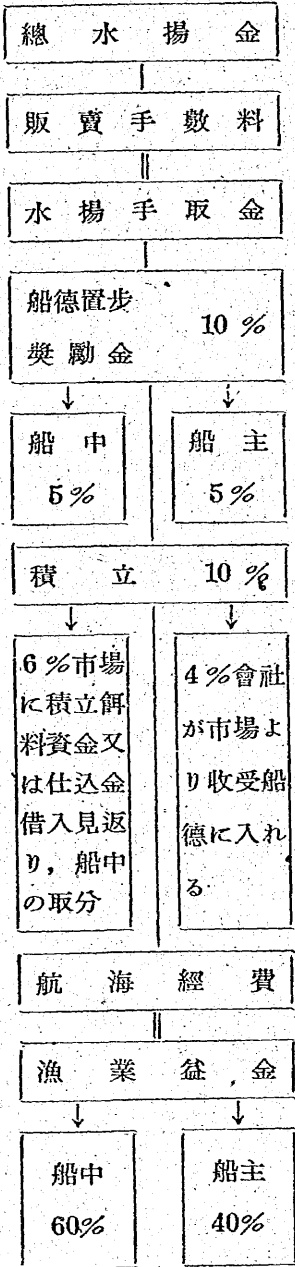 總水揚金
販賣手數料
水揚手取金
船德置步
奬勵金
10%
船中
5%
船主
5%
積立 10%
6%市場
に積立餌
料資金又
は仕込金
借入見返
り，船中
の取分
4%會社
が市場よ
り收受船
德に入れ
る
航海經費
漁業益金
船中
60%
船主
40%